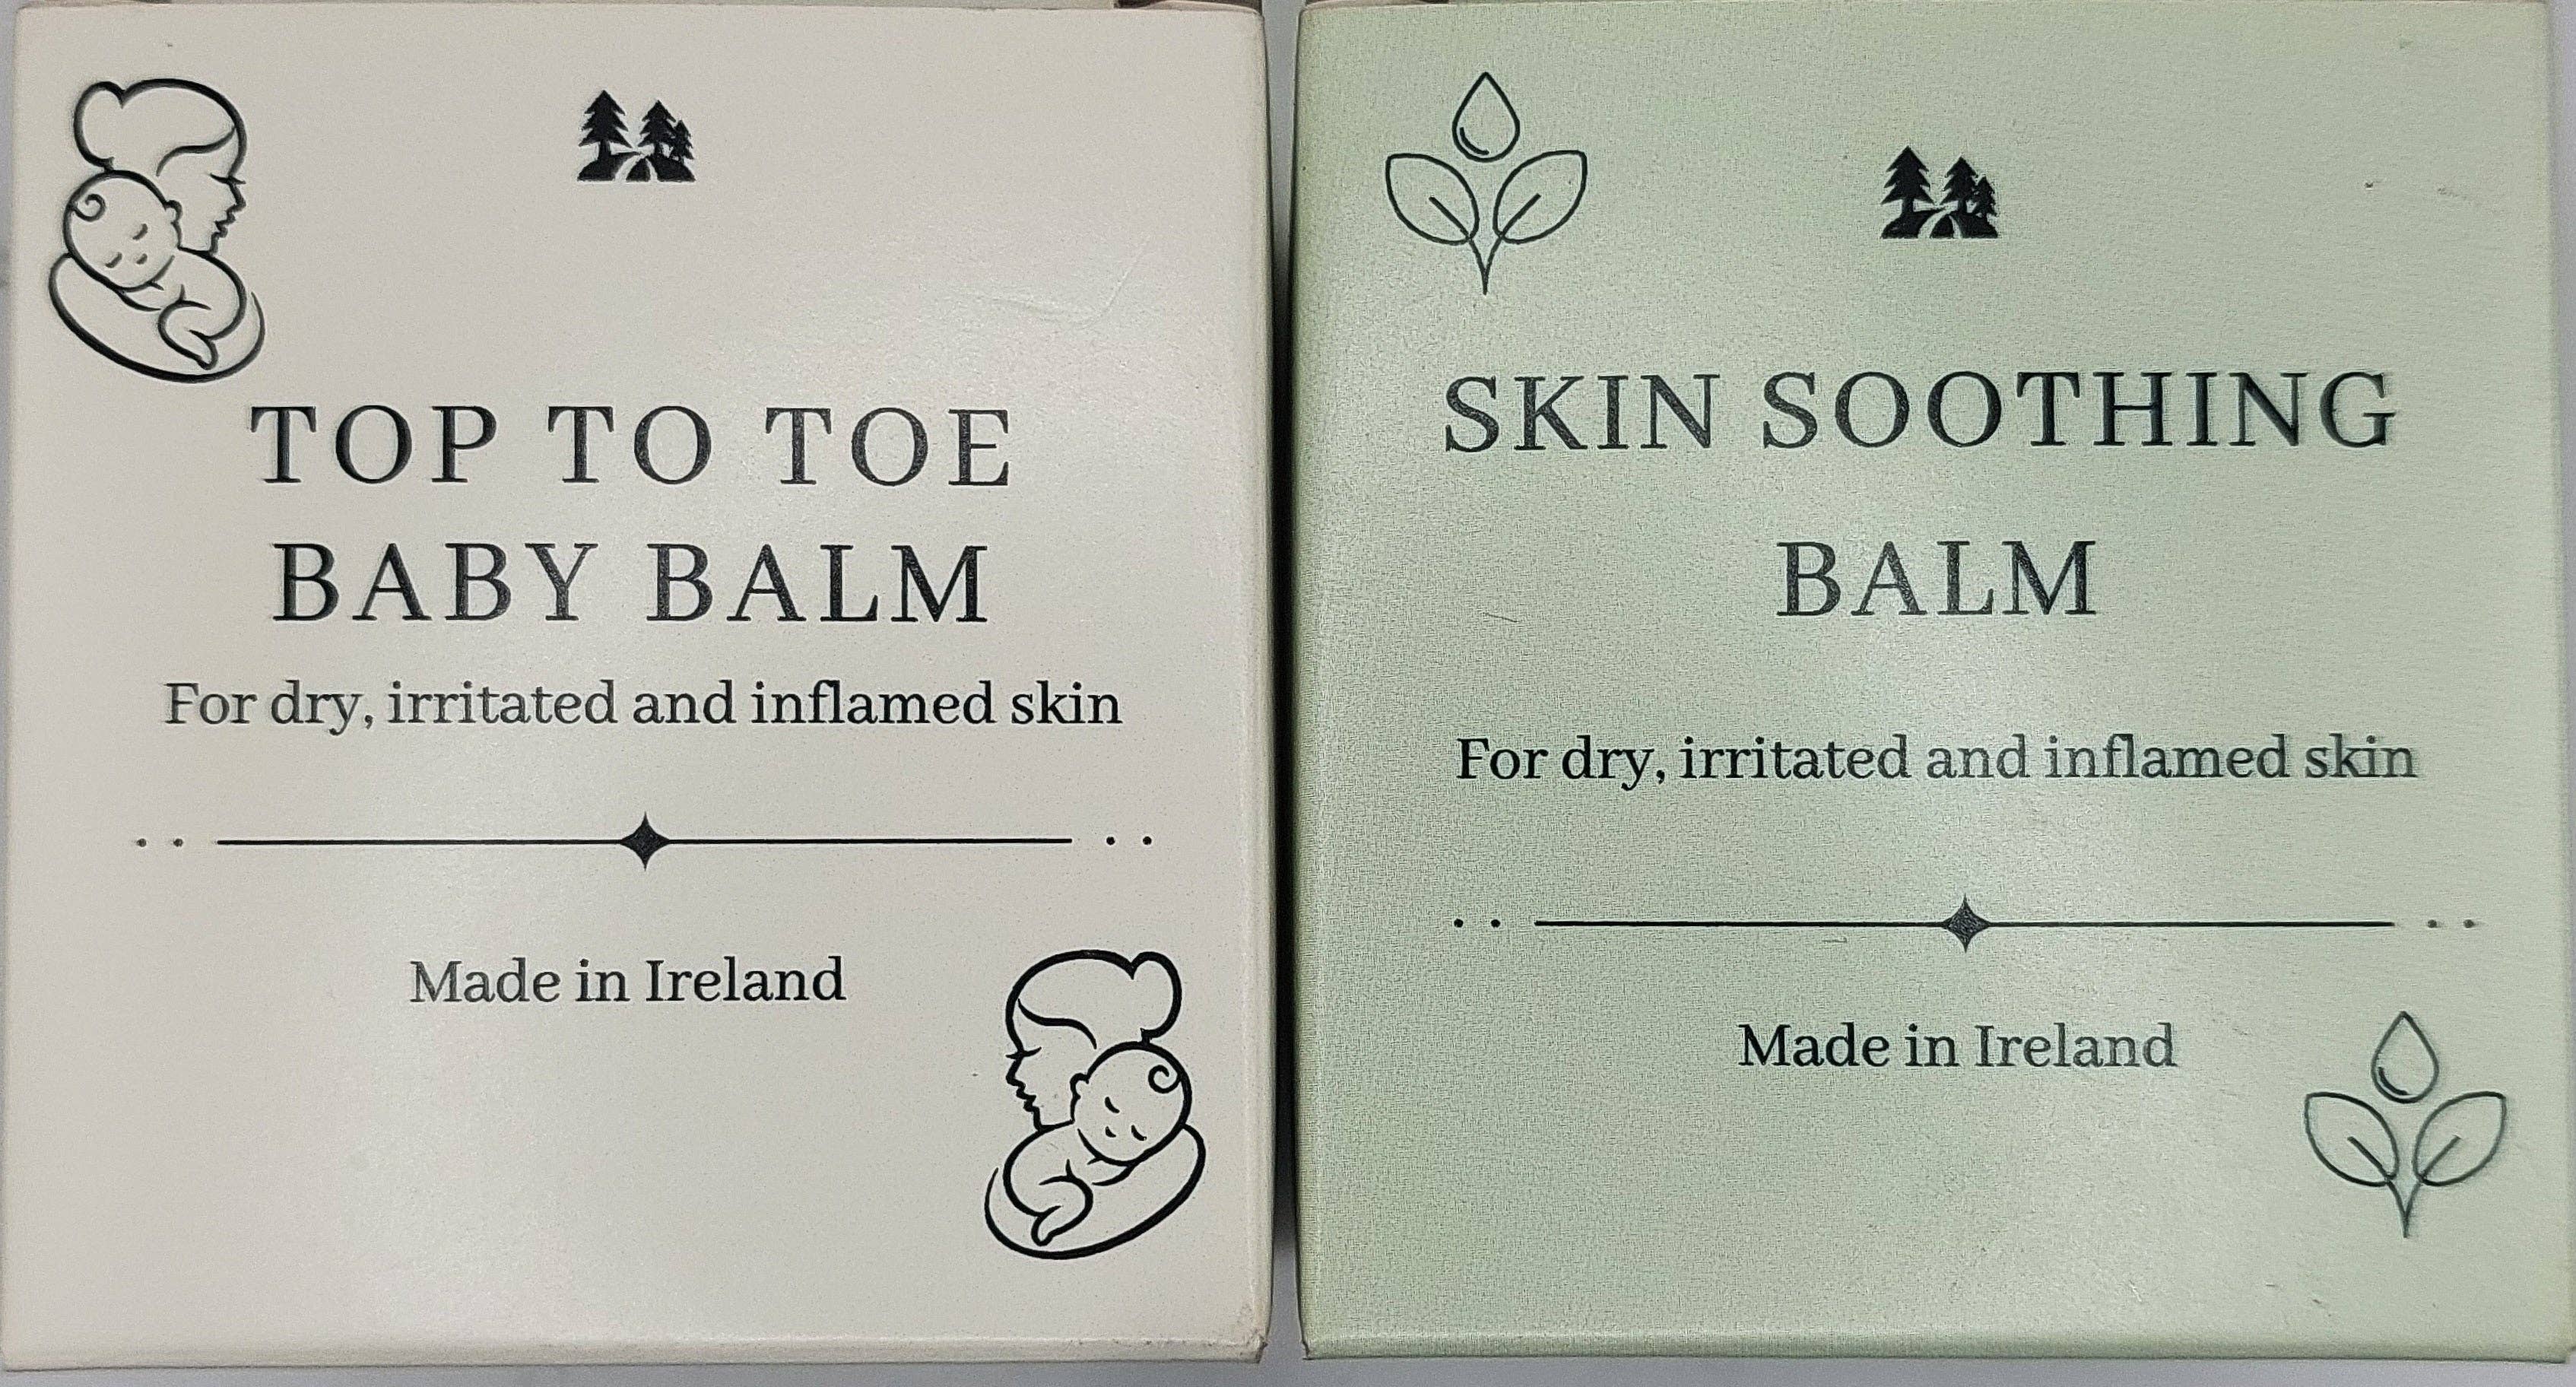 TOP TO TOE
BABY BALM
For dry, irritated and inflamed skin
Made in Ireland
SKIN SOOTHING
BALM
For dry, irritated and inflamed skin
Made in Ireland